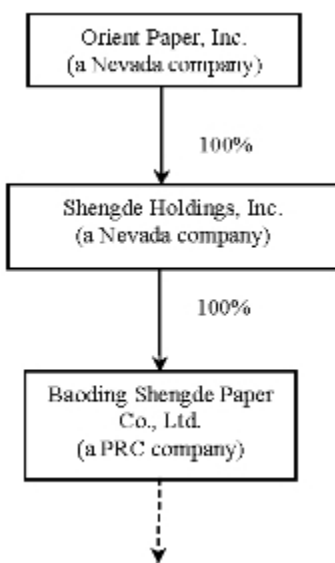 Orient Paper, Inc.
(a Nevada company)
100%
Shengde Holdings, Inc.
(a Nevada company)
100%
Baoding Shengde Paper
Co., Ltd.
(a PRC company)